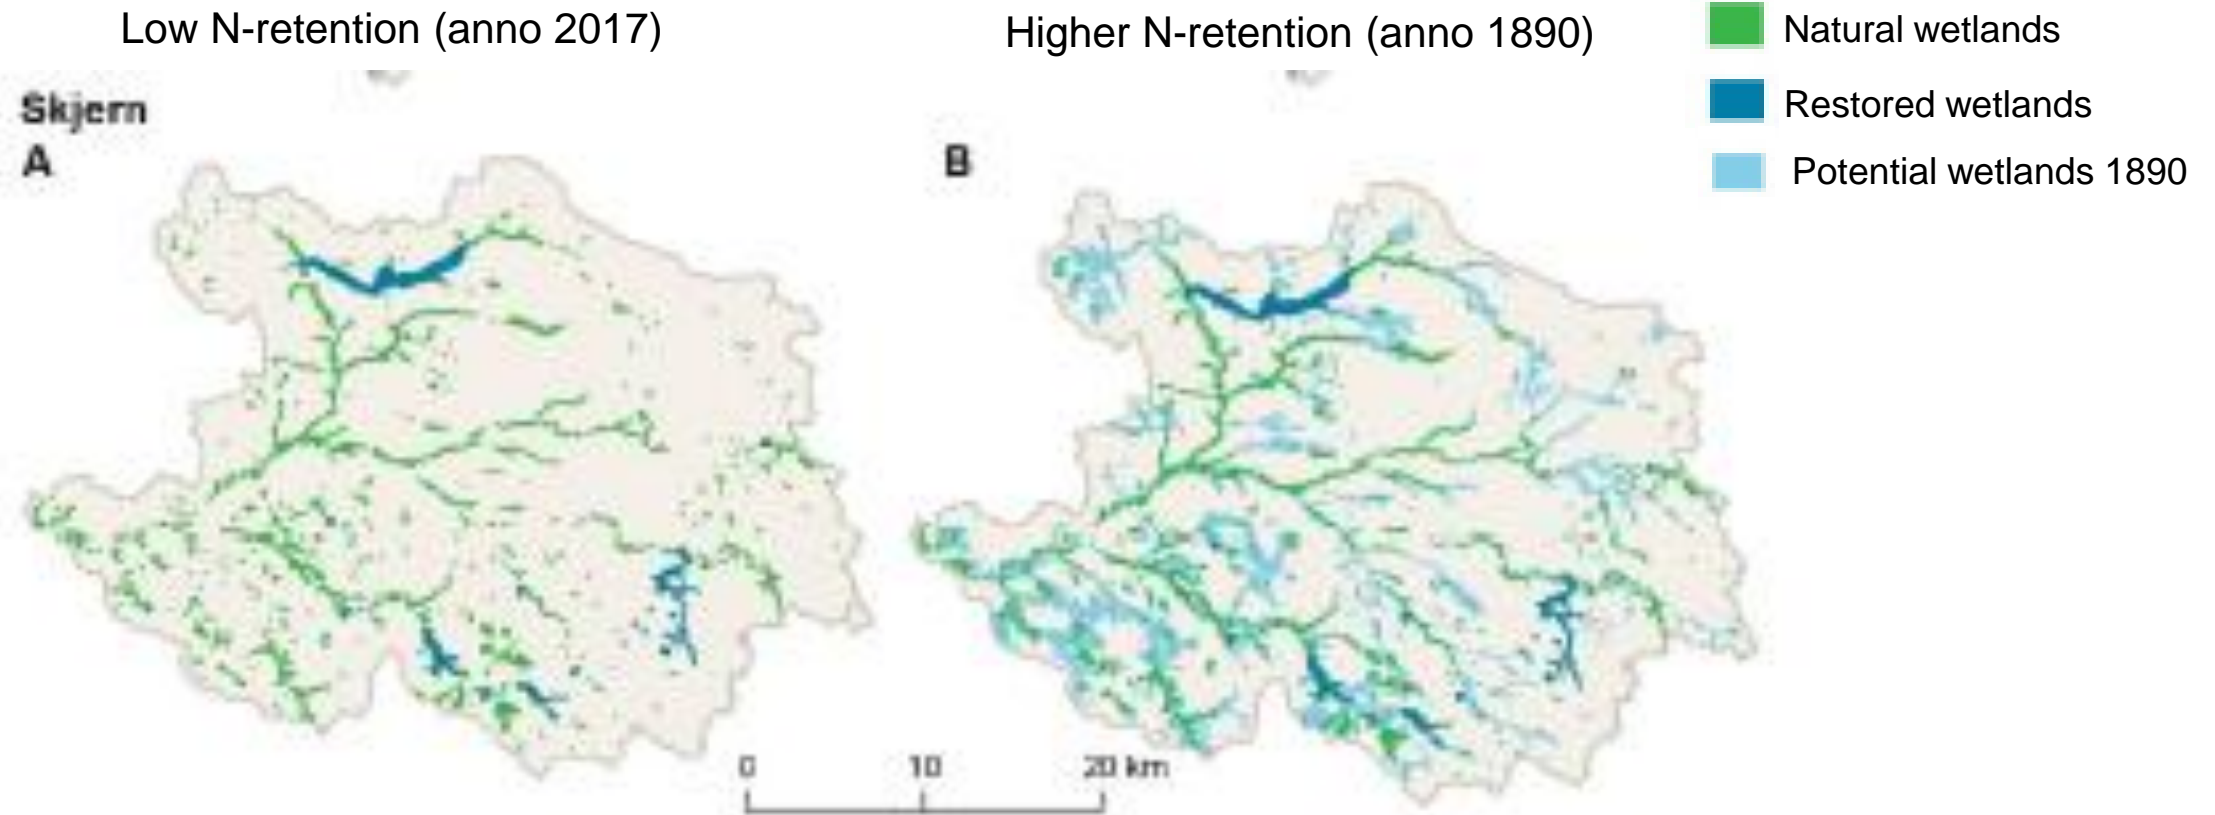 Low N-retention (anno 2017)
Higher N-retention (anno 1890)
Natural wetlands
Restored wetlands
Potential wetlands 1890
Skjern
A
B
0 10 20 km